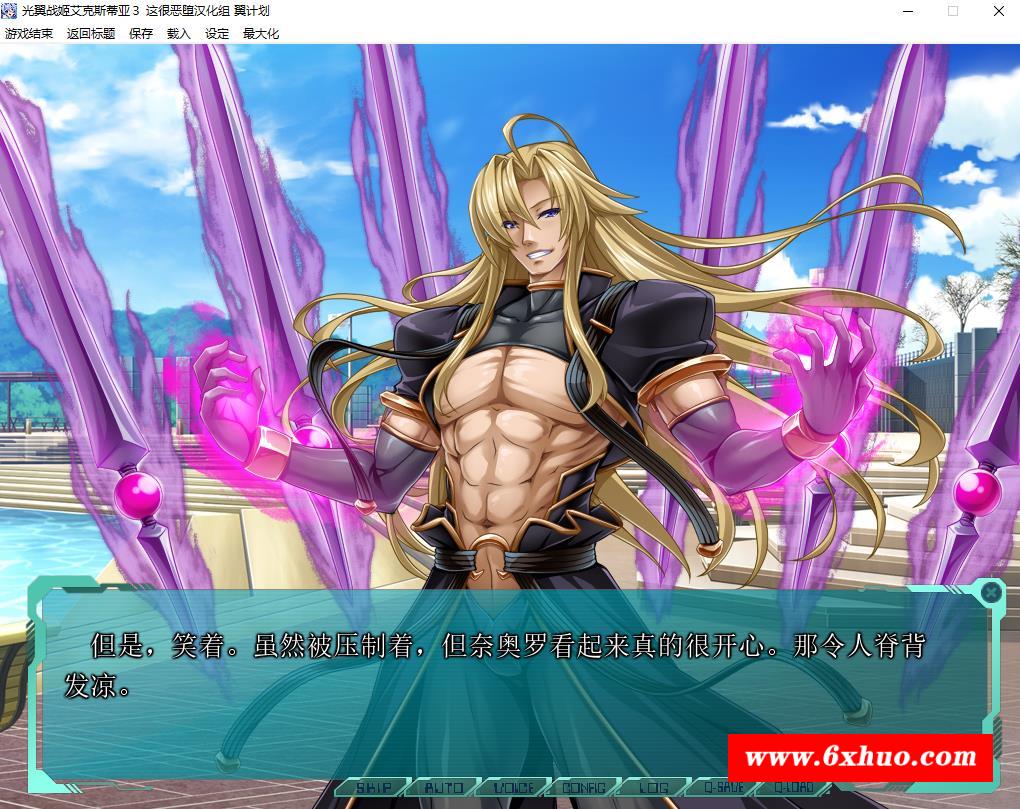 光翼战姬艾克斯蒂亚3 这很恶堕汉化组 翼计划
游戏结束 返回标题 保存 载入 设定 最大化
但是，笑着。虽然被压制着，但奈奥罗看起来真的很开心。那令人脊背
发凉。
www.6xhuo.com
SKIP AUTO VOICE CONFIG LOG Q-SAVE Q-LOAD